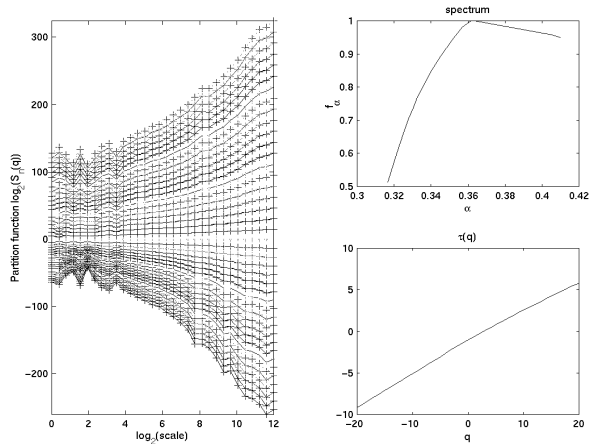 Partition function log2(S_n(q))
300
200
100
0
−100
−200
0 2 4 6 8 10 12
log2(scale)
spectrum
fα
1
0.9
0.8
0.7
0.6
0.5
0.3 0.32 0.34 0.36 0.38 0.4 0.42
α
τ(q)
10
5
0
−5
−10
−20 −10 0 10 20
q